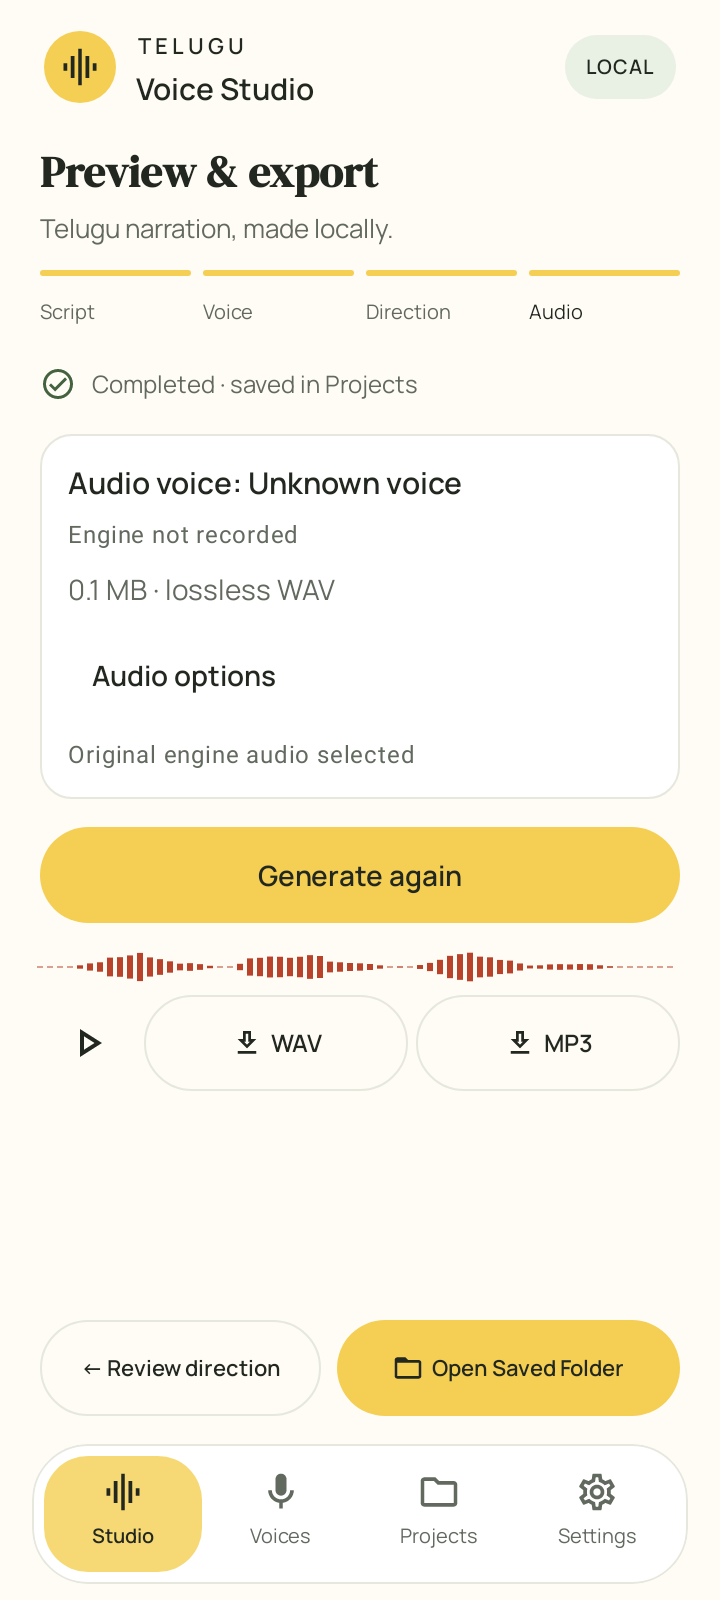 TELUGU
Voice Studio
LOCAL
Preview & export
Telugu narration, made locally.
Script
Voice
Direction
Audio
Completed · saved in Projects
Audio voice: Unknown voice
Engine not recorded
0.1 MB · lossless WAV
Audio options
Original engine audio selected
Generate again
WAV
MP3
← Review direction
Open Saved Folder
Studio
Voices
Projects
Settings